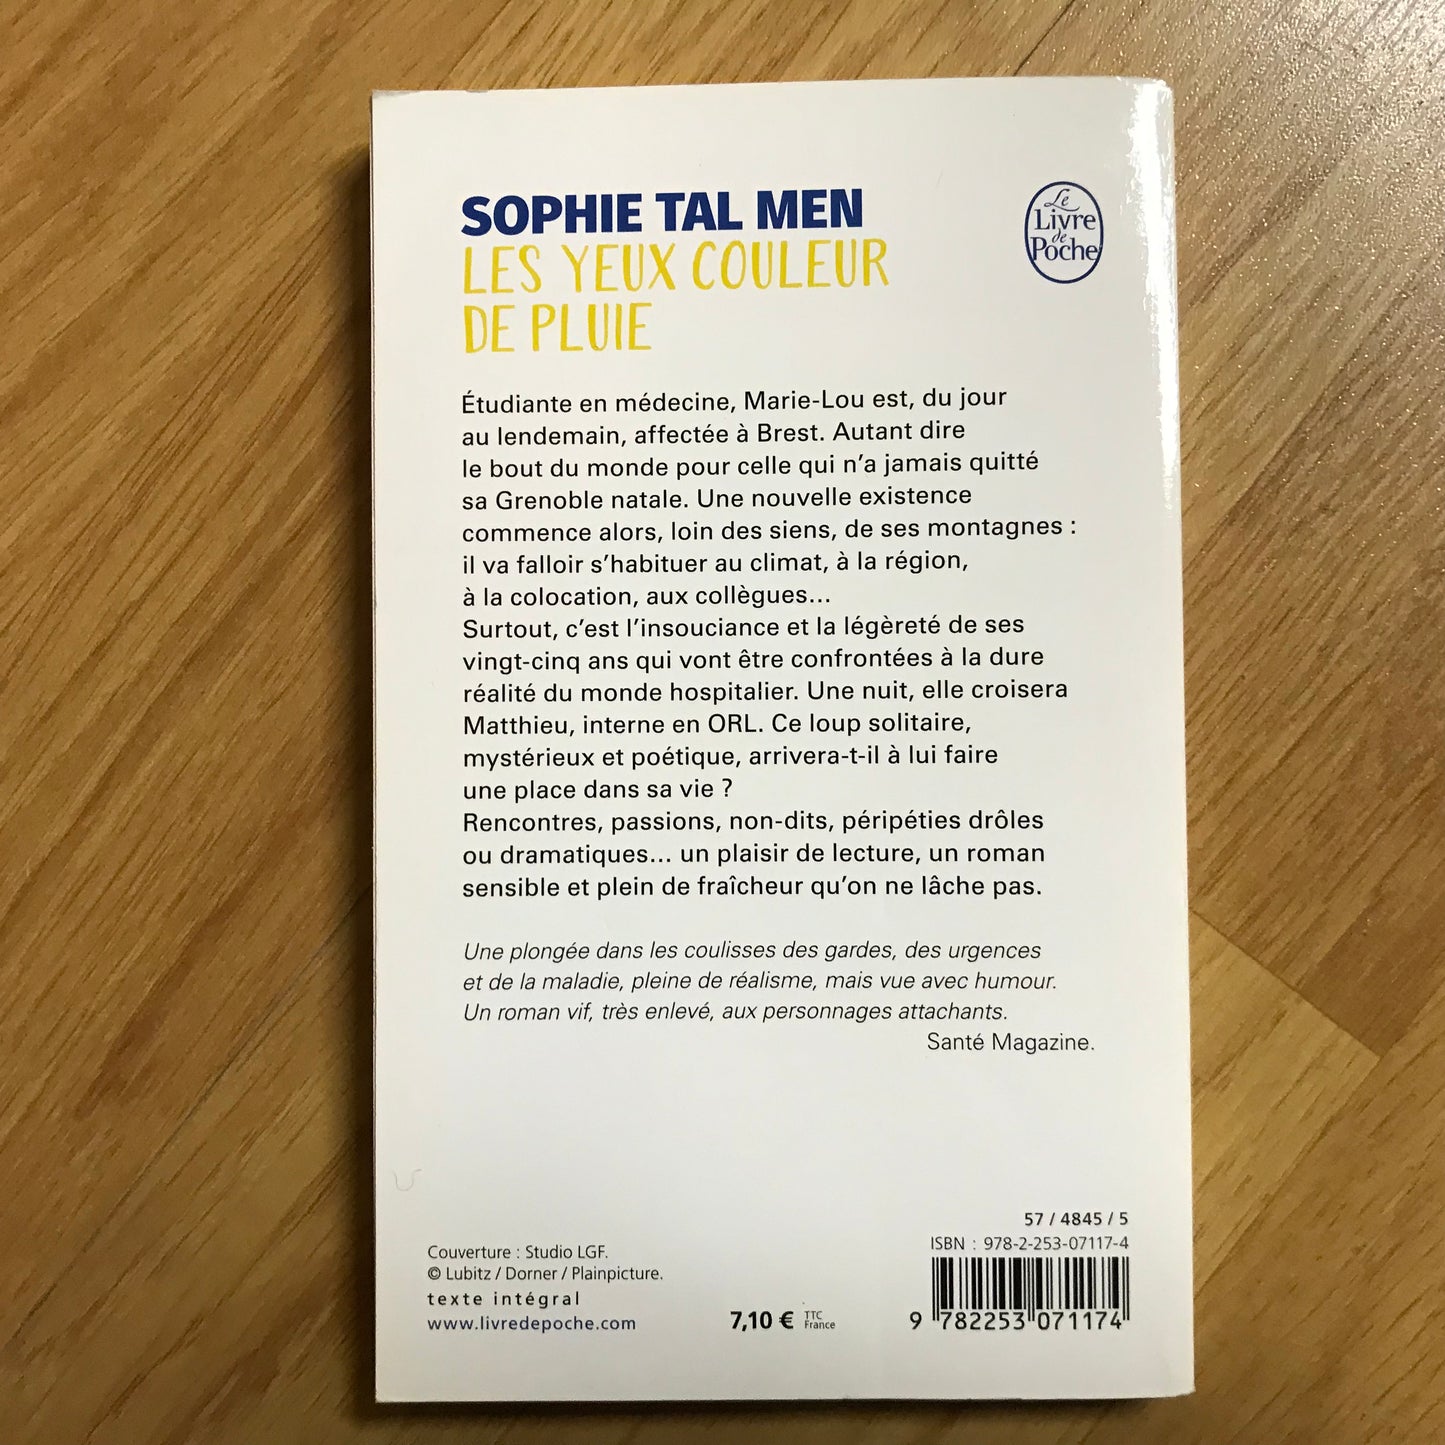 SOPHIE TAL MEN
LES YEUX COULEUR
DE PLUIE
Le
Livre
de
Poche
Étudiante en médecine, Marie-Lou est, du jour
au lendemain, affectée à Brest. Autant dire
le bout du monde pour celle qui n'a jamais quitté
sa Grenoble natale. Une nouvelle existence
commence alors, loin des siens, de ses montagnes :
il va falloir s'habituer au climat, à la région,
à la colocation, aux collègues...
Surtout, c'est l'insouciance et la légèreté de ses
vingt-cinq ans qui vont être confrontées à la dure
réalité du monde hospitalier. Une nuit, elle croisera
Matthieu, interne en ORL. Ce loup solitaire,
mystérieux et poétique, arrivera-t-il à lui faire
une place dans sa vie ?
Rencontres, passions, non-dits, péripéties drôles
ou dramatiques... un plaisir de lecture, un roman
sensible et plein de fraîcheur qu'on ne lâche pas.
Une plongée dans les coulisses des gardes, des urgences
et de la maladie, pleine de réalisme, mais vue avec humour.
Un roman vif, très enlevé, aux personnages attachants.
Santé Magazine.
Couverture : Studio LGF.
© Lubitz / Dorner / Plainpicture.
texte intégral
www.livredepoche.com
7,10 € TTC
France
57 / 4845 / 5
ISBN : 978-2-253-07117-4
9 782253 071174